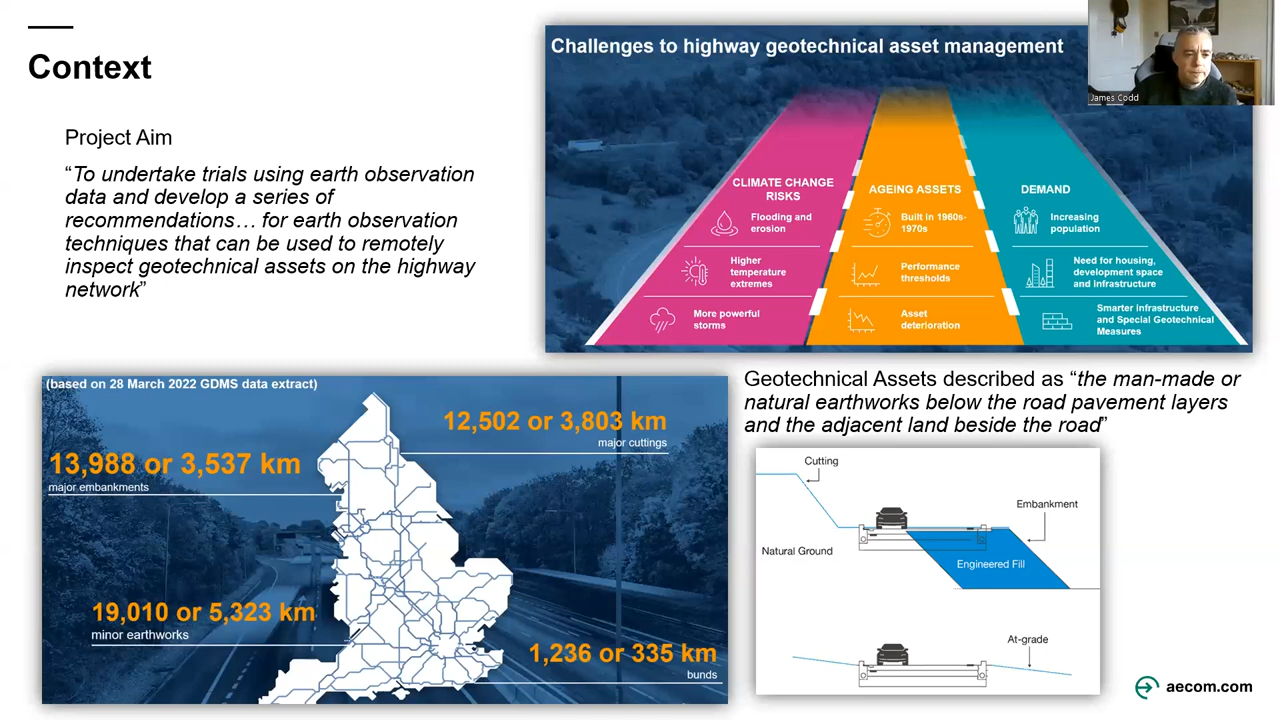 Context
Project Aim
“To undertake trials using earth observation
data and develop a series of
recommendations… for earth observation
techniques that can be used to remotely
inspect geotechnical assets on the highway
network”
Challenges to highway geotechnical asset management
CLIMATE CHANGE
RISKS
Flooding and
erosion
Higher
temperature
extremes
More powerful
storms
AGEING ASSETS
Built in 1960s-
1970s
Performance
thresholds
Asset
deterioration
DEMAND
Increasing
population
Need for housing,
development space
and infrastructure
Smarter infrastructure
and Special Geotechnical
Measures
James Codd
(based on 28 March 2022 GDMS data extract)
12,502 or 3,803 km
major cuttings
13,988 or 3,537 km
major embankments
19,010 or 5,323 km
minor earthworks
1,236 or 335 km
bunds
Geotechnical Assets described as “the man-made or
natural earthworks below the road pavement layers
and the adjacent land beside the road”
Cutting
Embankment
Natural Ground
Engineered Fill
At-grade
aecom.com